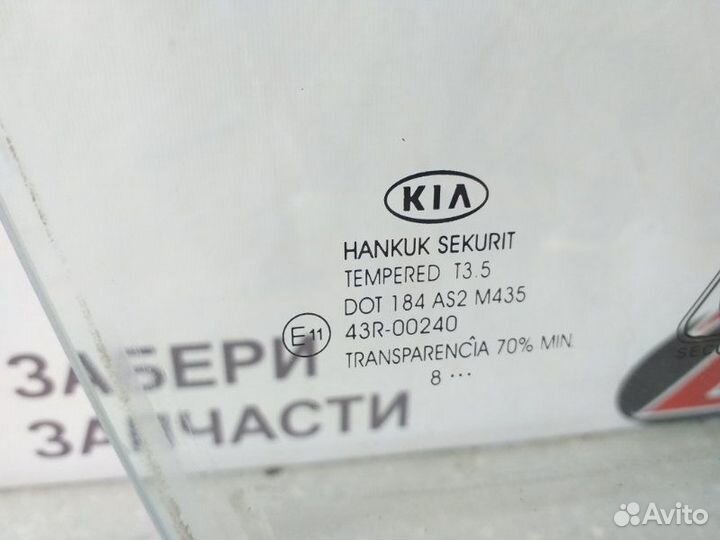 KIA
HANKUK SEKURIT
TEMPERED T3.5
DOT 184 AS2 M435
E11 43R-00240
TRANSPARENCÎA 70% MIN.
8 ...
ЗАБЕРИ
ЗАПЧАСТИ
Avito